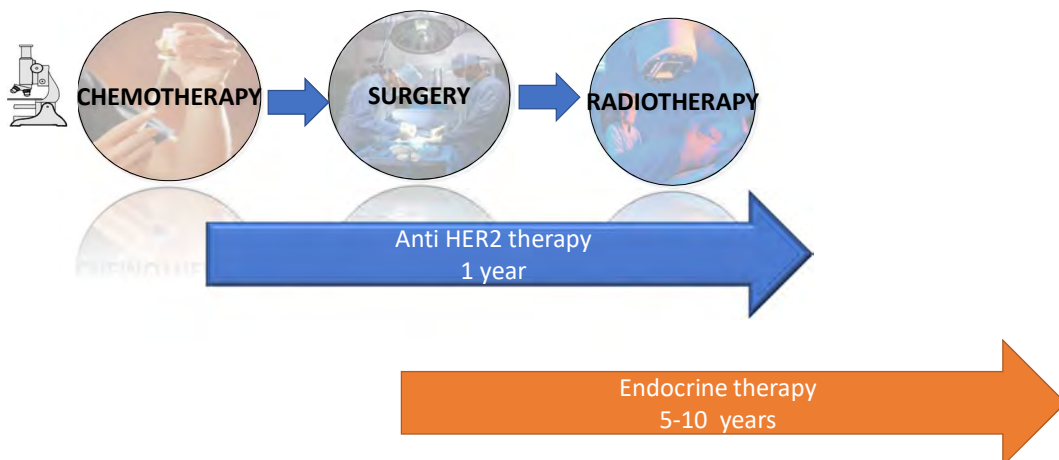 CHEMOTHERAPY
SURGERY
RADIOTHERAPY
Anti HER2 therapy
1 year
Endocrine therapy
5-10 years